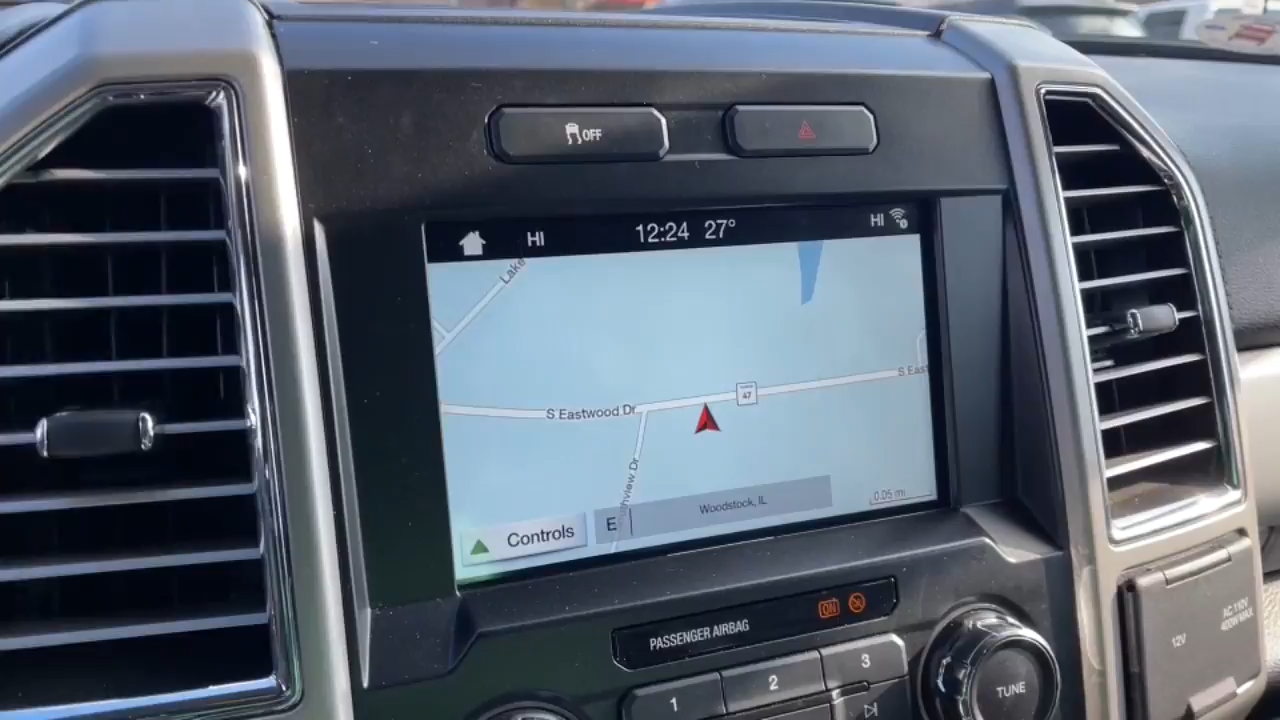 OFF
HI 12:24 27° HI
Lake
47
S East
S Eastwood Dr
Woodstock, IL
0.05 mi
E
Controls
ON
PASSENGER AIRBAG
1 2 3
TUNE
12V
AC 110V
400W MAX